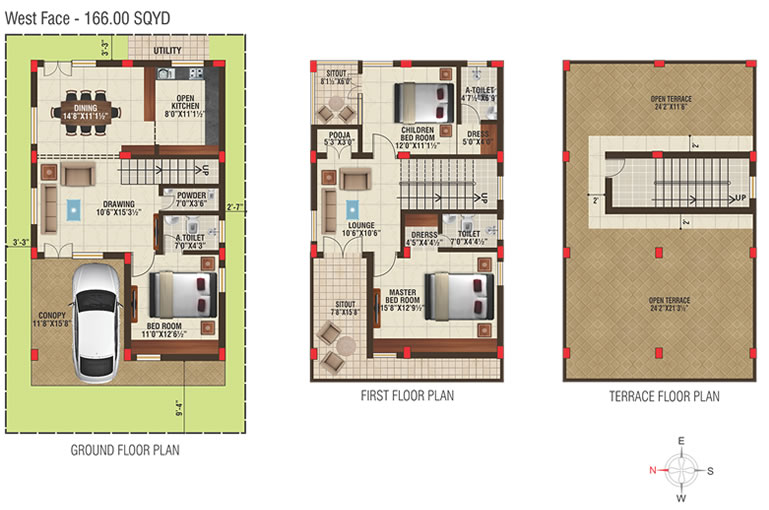 West Face - 166.00 SQYD
3'-3"
UTILITY
DINING
14'8"X11'1½"
OPEN
KITCHEN
8'0"X11'1½"
UP
DRAWING
10'6"X15'3½"
POWDER
7'0"X3'6"
2'-7"
A.TOILET
7'0"X4'3"
3'-3"
CONOPY
11'8"X15'8"
BED ROOM
11'0"X12'6½"
9'-4"
GROUND FLOOR PLAN
SITOUT
8'1½"X6'0"
A-TOILET
4'7½"X6'9"
CHILDREN
BED ROOM
12'0"X11'1½"
DRESS
5'0"X4'0"
POOJA
5'3"X3'0"
UP
LOUNGE
10'6"X10'6"
DRERSS
4'5"X4'4½"
TOILET
7'0"X4'4½"
MASTER
BED ROOM
15'8"X12'9½"
SITOUT
7'8"X15'8"
FIRST FLOOR PLAN
OPEN TERRACE
24'2"X11'6"
2'
UP
2'
2'
OPEN TERRACE
24'2"X21'3½"
TERRACE FLOOR PLAN
E
N
S
W